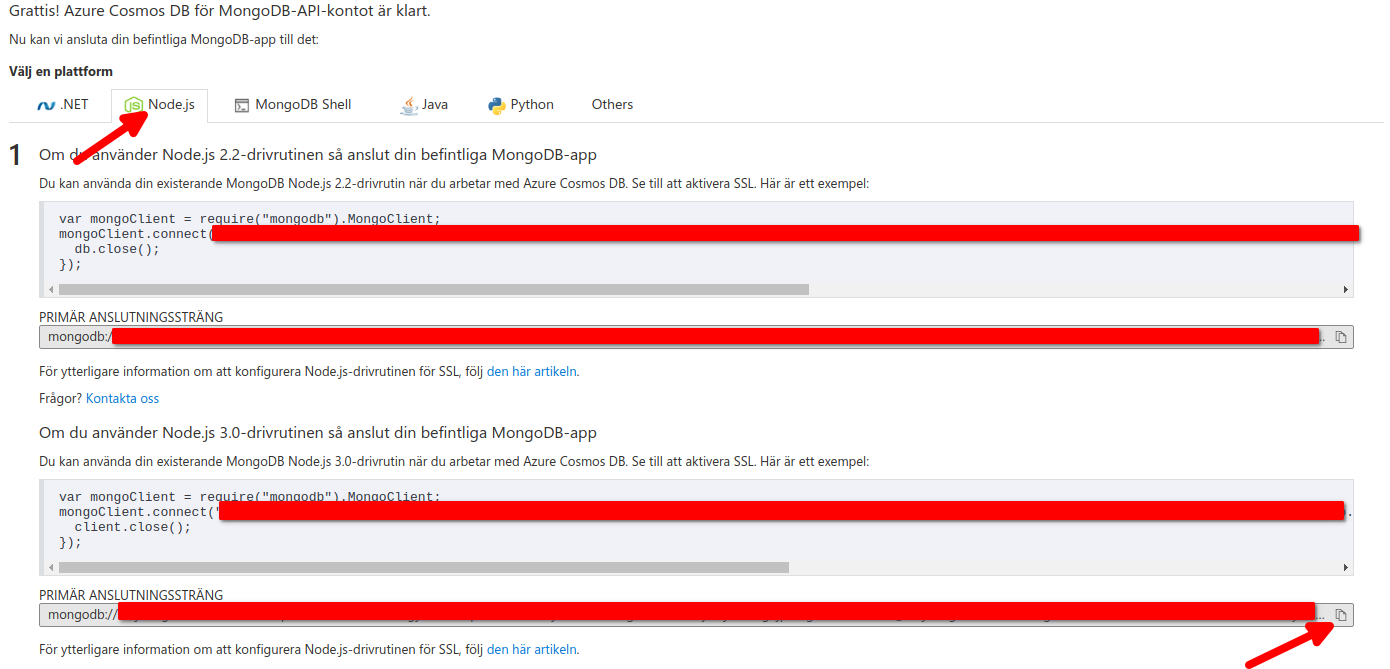 Grattis! Azure Cosmos DB för MongoDB-API-kontot är klart.
Nu kan vi ansluta din befintliga MongoDB-app till det:
Välj en plattform
.NET Node.js MongoDB Shell Java Python Others
1 Om du använder Node.js 2.2-drivrutinen så anslut din befintliga MongoDB-app
Du kan använda din existerande MongoDB Node.js 2.2-drivrutin när du arbetar med Azure Cosmos DB. Se till att aktivera SSL. Här är ett exempel:
var mongoClient = require("mongodb").MongoClient;
mongoClient.connect(
db.close();
});
PRIMÄR ANSLUTNINGSSTRÄNG
mongodb:/
För ytterligare information om att konfigurera Node.js-drivrutinen för SSL, följ den här artikeln.
Frågor? Kontakta oss
Om du använder Node.js 3.0-drivrutinen så anslut din befintliga MongoDB-app
Du kan använda din existerande MongoDB Node.js 3.0-drivrutin när du arbetar med Azure Cosmos DB. Se till att aktivera SSL. Här är ett exempel:
var mongoClient = require("mongodb").MongoClient;
mongoClient.connect("
client.close();
});
PRIMÄR ANSLUTNINGSSTRÄNG
mongodb://
För ytterligare information om att konfigurera Node.js-drivrutinen för SSL, följ den här artikeln.